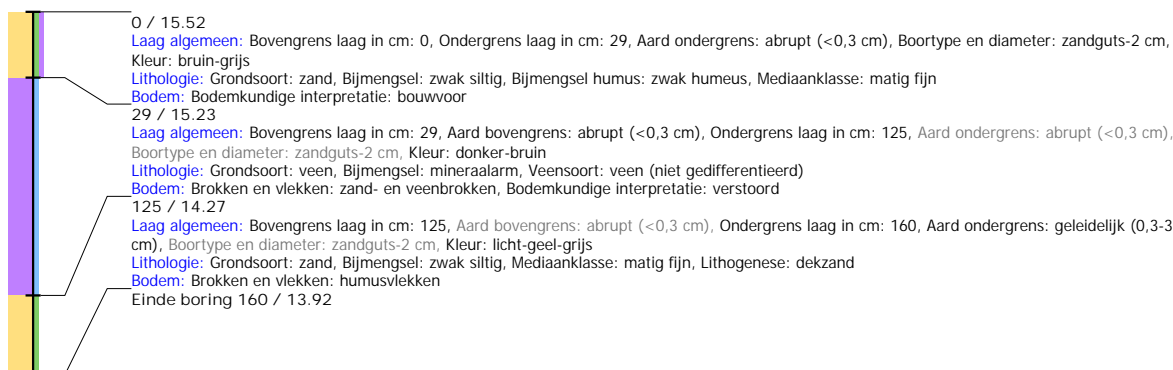 0 / 15.52
Laag algemeen: Bovengrens laag in cm: 0, Ondergrens laag in cm: 29, Aard ondergrens: abrupt (<0,3 cm), Boortype en diameter: zandguts-2 cm,
Kleur: bruin-grijs
Lithologie: Grondsoort: zand, Bijmengsel: zwak siltig, Bijmengsel humus: zwak humeus, Mediaanklasse: matig fijn
Bodem: Bodemkundige interpretatie: bouwvoor
29 / 15.23
Laag algemeen: Bovengrens laag in cm: 29, Aard bovengrens: abrupt (<0,3 cm), Ondergrens laag in cm: 125, Aard ondergrens: abrupt (<0,3 cm),
Boortype en diameter: zandguts-2 cm, Kleur: donker-bruin
Lithologie: Grondsoort: veen, Bijmengsel: mineraalarm, Veensoort: veen (niet gedifferentieerd)
Bodem: Brokken en vlekken: zand- en veenbrokken, Bodemkundige interpretatie: verstoord
125 / 14.27
Laag algemeen: Bovengrens laag in cm: 125, Aard bovengrens: abrupt (<0,3 cm), Ondergrens laag in cm: 160, Aard ondergrens: geleidelijk (0,3-3
cm), Boortype en diameter: zandguts-2 cm, Kleur: licht-geel-grijs
Lithologie: Grondsoort: zand, Bijmengsel: zwak siltig, Mediaanklasse: matig fijn, Lithogenese: dekzand
Bodem: Brokken en vlekken: humusvlekken
Einde boring 160 / 13.92